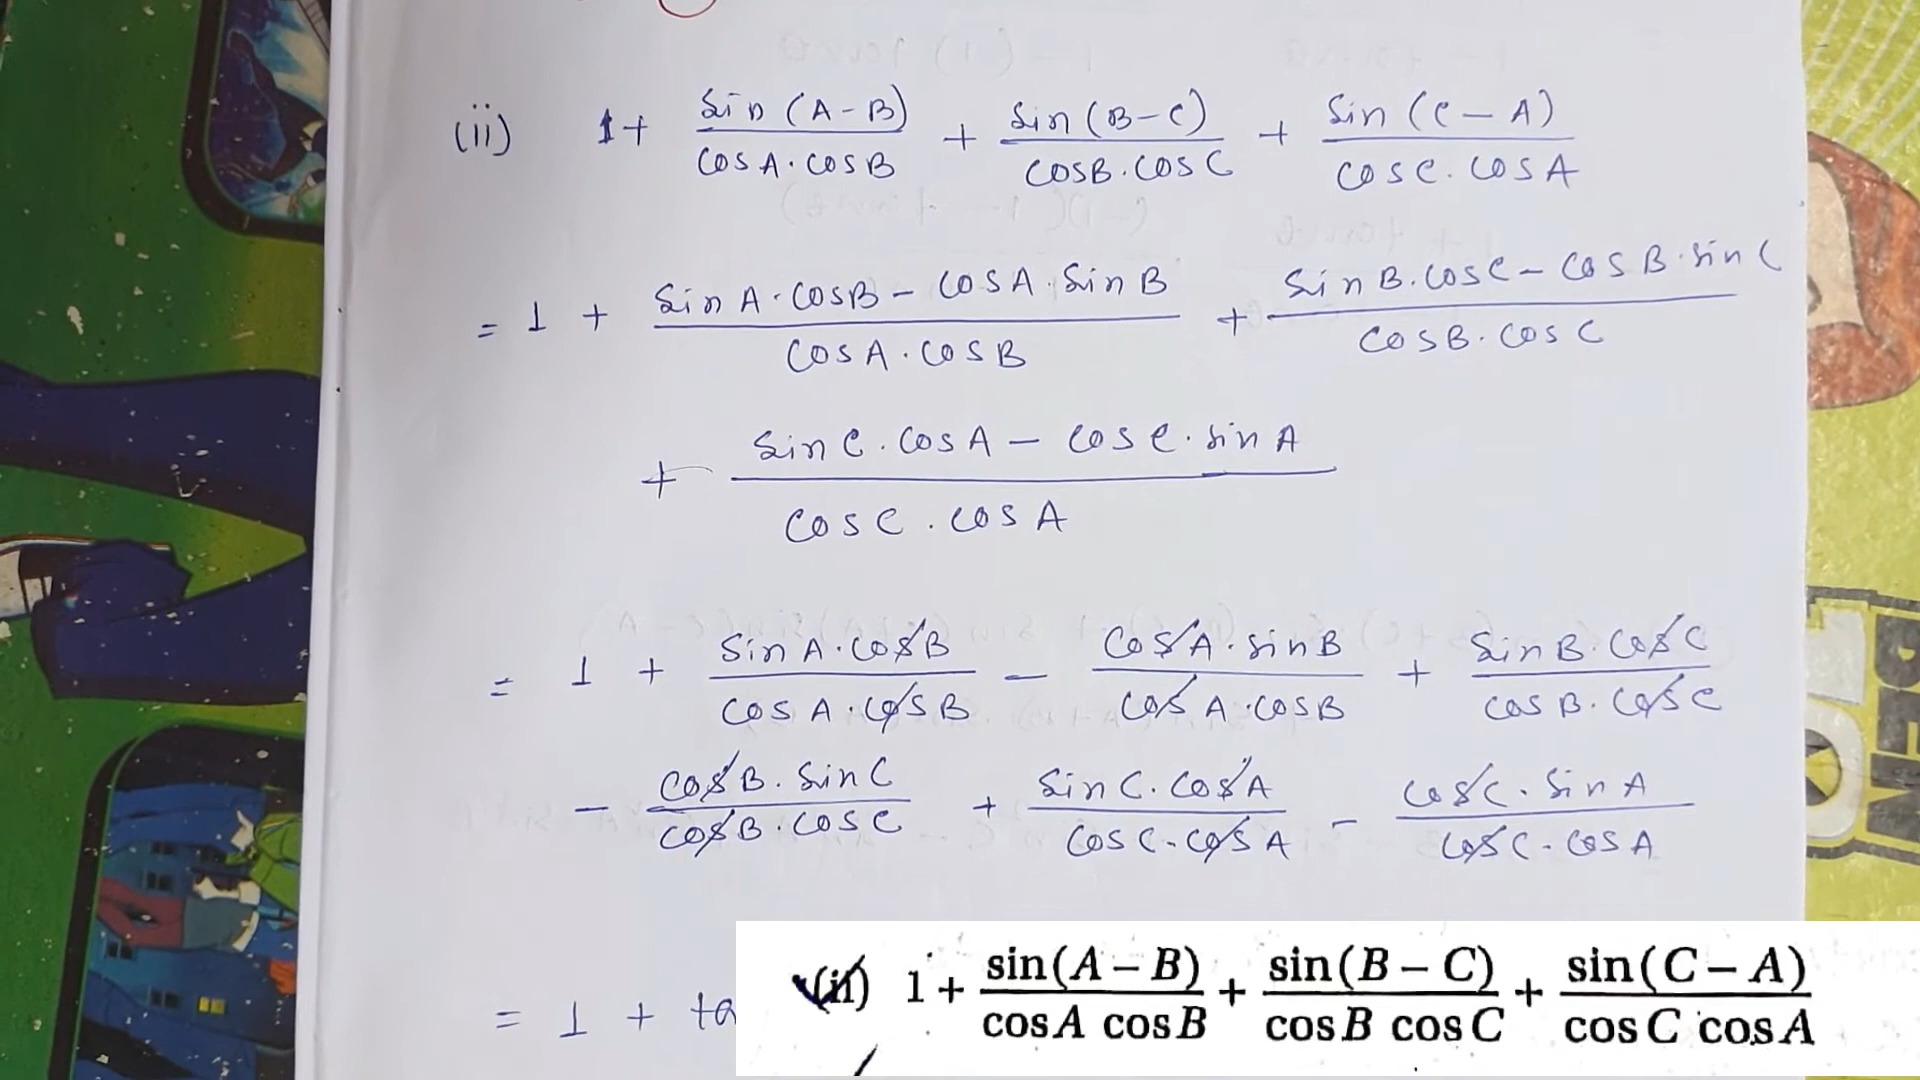 (ii) 1 + sin (A - B) / cos A · cos B + sin (B - C) / cos B · cos C + sin (C - A) / cos C · cos A
= 1 + sin A · cos B - cos A · sin B / cos A · cos B + sin B · cos C - cos B · sin C / cos B · cos C
+ sin C · cos A - cos C · sin A / cos C · cos A
= 1 + sin A · cos B / cos A · cos B - cos A · sin B / cos A · cos B + sin B · cos C / cos B · cos C
- cos B · sin C / cos B · cos C + sin C · cos A / cos C · cos A - cos C · sin A / cos C · cos A
= 1 + ta
(ii) 1 + sin(A - B) / cos A cos B + sin(B - C) / cos B cos C + sin(C - A) / cos C cos A
BEN
10